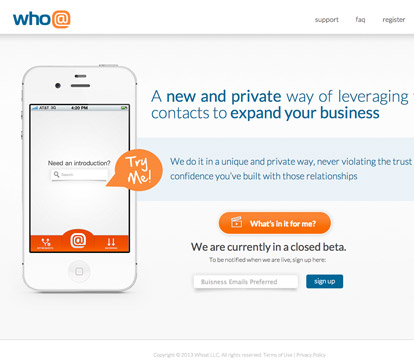 who@
support faq register
AT&T 3G 4:20 PM
Need an introduction?
Search
Try
Me!
A new and private way of leveraging
contacts to expand your business
We do it in a unique and private way, never violating the trust
confidence you've built with those relationships
What's in it for me?
We are currently in a closed beta.
To be notified when we are live, sign up here:
Buisness Emails Preferred sign up
Copyright © 2013 Whoat LLC. All rights reserved. Terms of Use | Privacy Policy